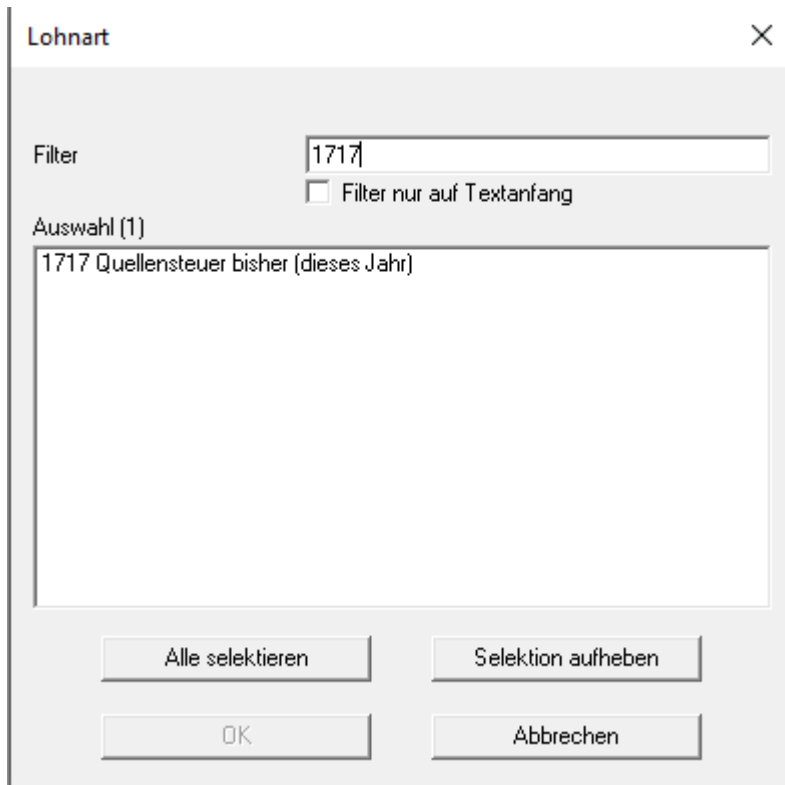 Lohnart
Filter
1717
Filter nur auf Textanfang
Auswahl (1)
1717 Quellensteuer bisher (dieses Jahr)
Alle selektieren
Selektion aufheben
OK
Abbrechen